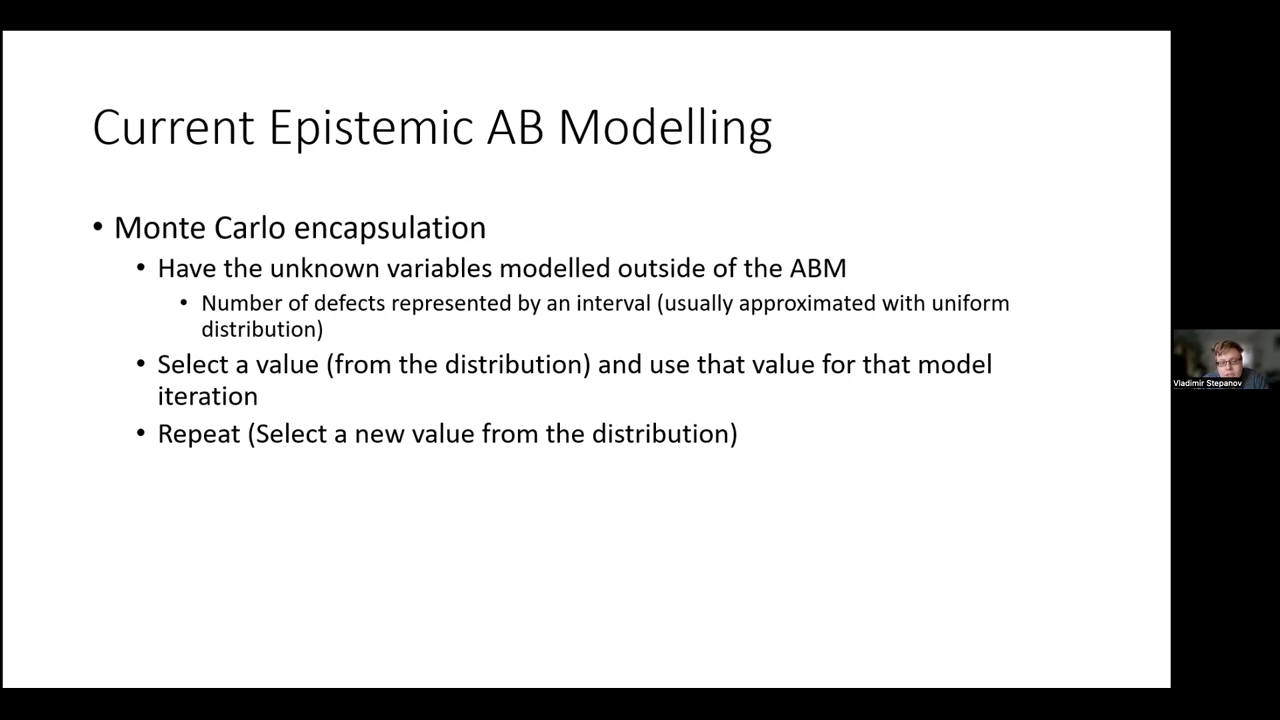 Current Epistemic AB Modelling
• Monte Carlo encapsulation
• Have the unknown variables modelled outside of the ABM
• Number of defects represented by an interval (usually approximated with uniform
distribution)
• Select a value (from the distribution) and use that value for that model
iteration
• Repeat (Select a new value from the distribution)
Vladimir Stepanov